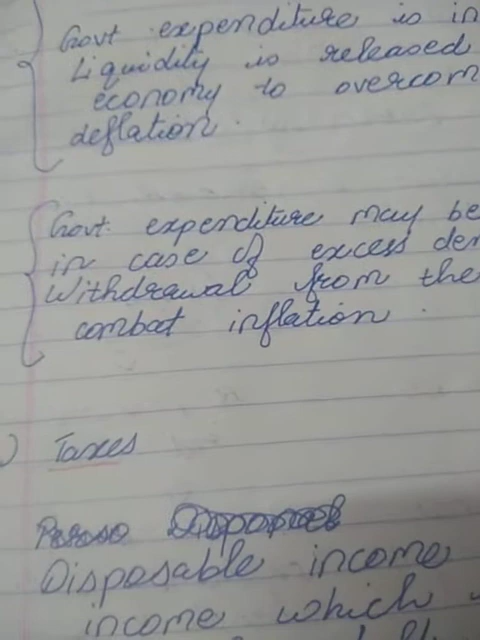 Govt expenditure is in
Liquidity is released
economy to overcom
deflation.
Govt. expenditure may be
in case of excess der
Withdrawal from the
combat inflation.
) Taxes
Disposable income
income which